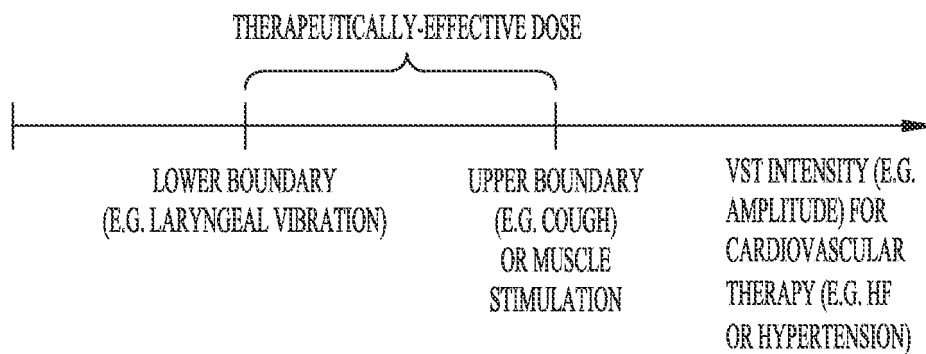 THERAPEUTICALLY-EFFECTIVE DOSE
LOWER BOUNDARY
(E.G. LARYNGEAL VIBRATION)
UPPER BOUNDARY
(E.G. COUGH)
OR MUSCLE
STIMULATION
VST INTENSITY (E.G.
AMPLITUDE) FOR
CARDIOVASCULAR
THERAPY (E.G. HF
OR HYPERTENSION)